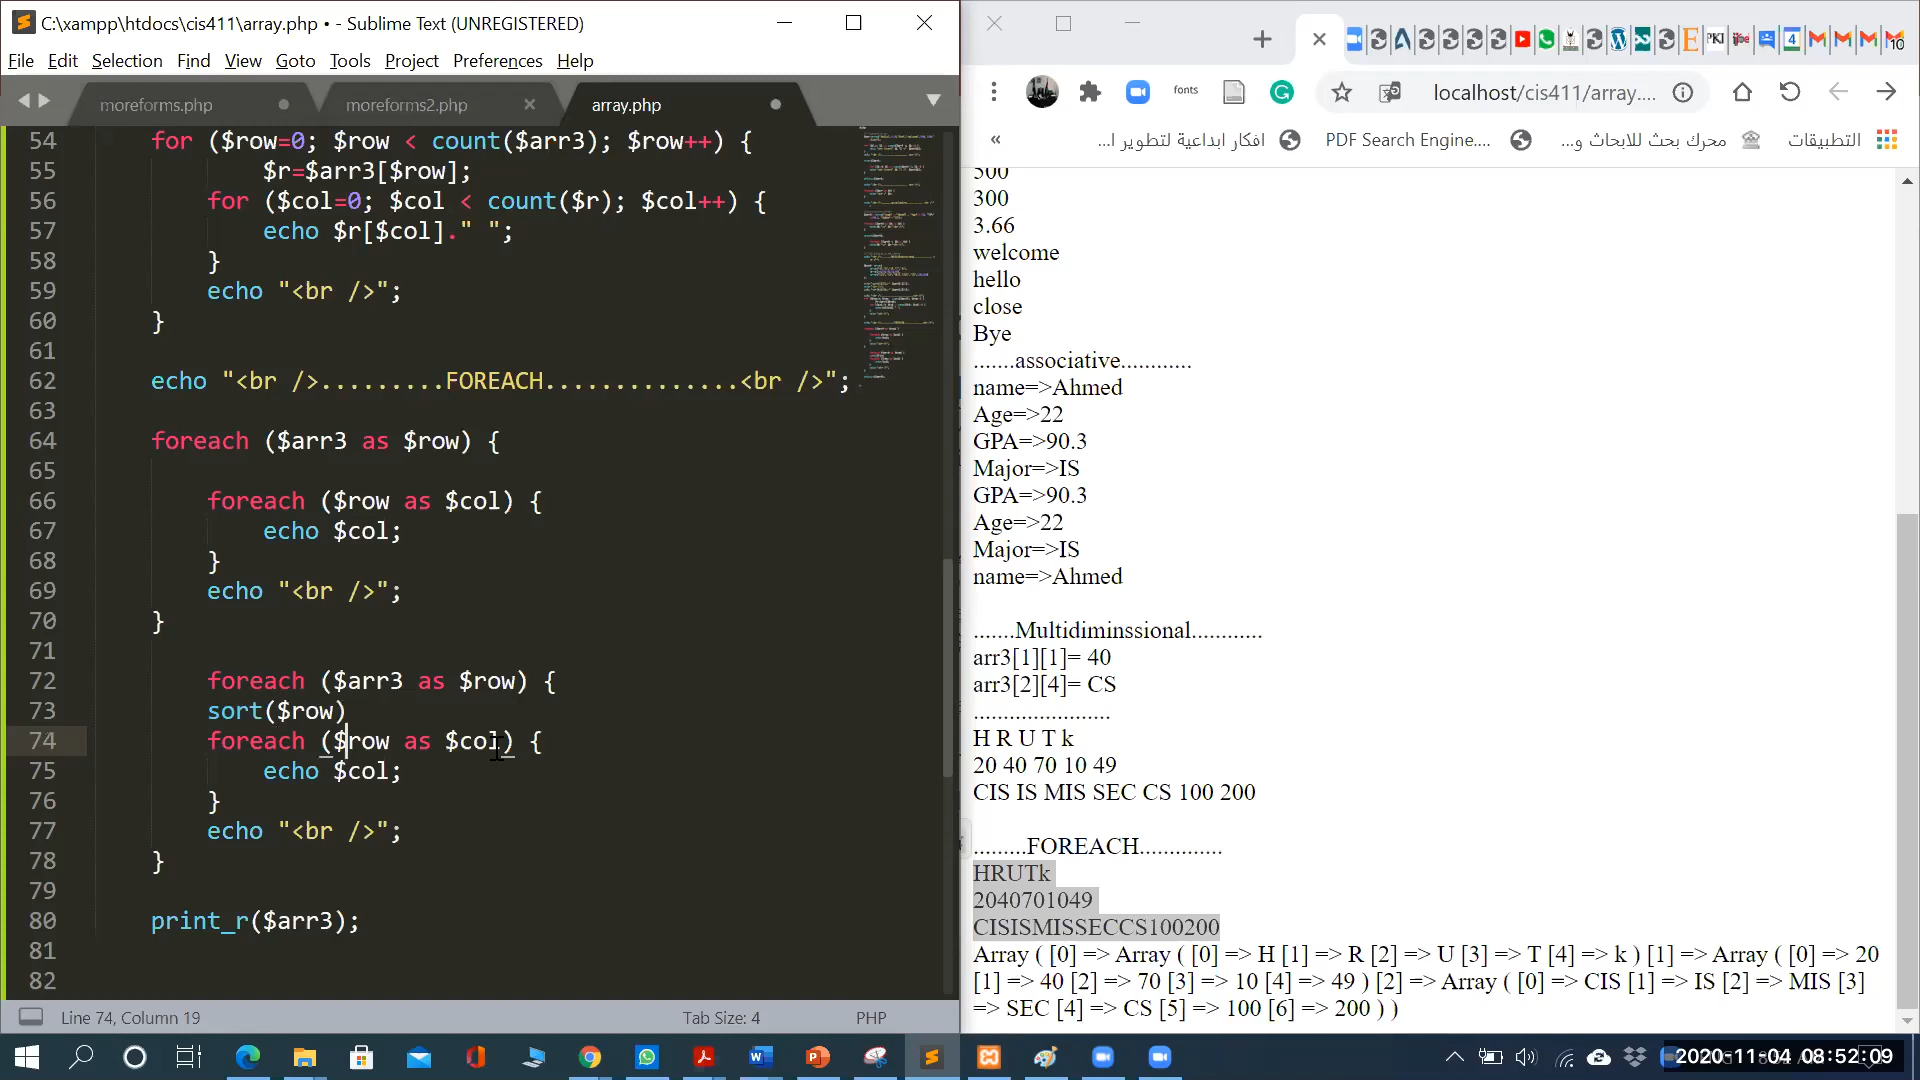 C:\xampp\htdocs\cis411\array.php • - Sublime Text (UNREGISTERED)
File Edit Selection Find View Goto Tools Project Preferences Help
moreforms.php moreforms2.php array.php
54 for ($row=0; $row < count($arr3); $row++) {
55 $r=$arr3[$row];
56 for ($col=0; $col < count($r); $col++) {
57 echo $r[$col]." ";
58 }
59 echo "<br />";
60 }
61
62 echo "<br />.........FOREACH..............<br />";
63
64 foreach ($arr3 as $row) {
65
66 foreach ($row as $col) {
67 echo $col;
68 }
69 echo "<br />";
70 }
71
72 foreach ($arr3 as $row) {
73 sort($row)
74 foreach ($row as $col) {
75 echo $col;
76 }
77 echo "<br />";
78 }
79
80 print_r($arr3);
81
82
Line 74, Column 19 Tab Size: 4 PHP
fonts localhost/cis411/array....
« افكار ابداعية لتطوير ا... PDF Search Engine.... محرك بحث للابحاث و... التطبيقات
500
300
3.66
welcome
hello
close
Bye
.......associative............
name=>Ahmed
Age=>22
GPA=>90.3
Major=>IS
GPA=>90.3
Age=>22
Major=>IS
name=>Ahmed
.......Multidiminssional............
arr3[1][1]= 40
arr3[2][4]= CS
.......................
H R U T k
20 40 70 10 49
CIS IS MIS SEC CS 100 200
.........FOREACH..............
HRUTk
2040701049
CISISMISSECCS100200
Array ( [0] => Array ( [0] => H [1] => R [2] => U [3] => T [4] => k ) [1] => Array ( [0] => 20
[1] => 40 [2] => 70 [3] => 10 [4] => 49 ) [2] => Array ( [0] => CIS [1] => IS [2] => MIS [3]
=> SEC [4] => CS [5] => 100 [6] => 200 ) )
2020-11-04 08:52:09